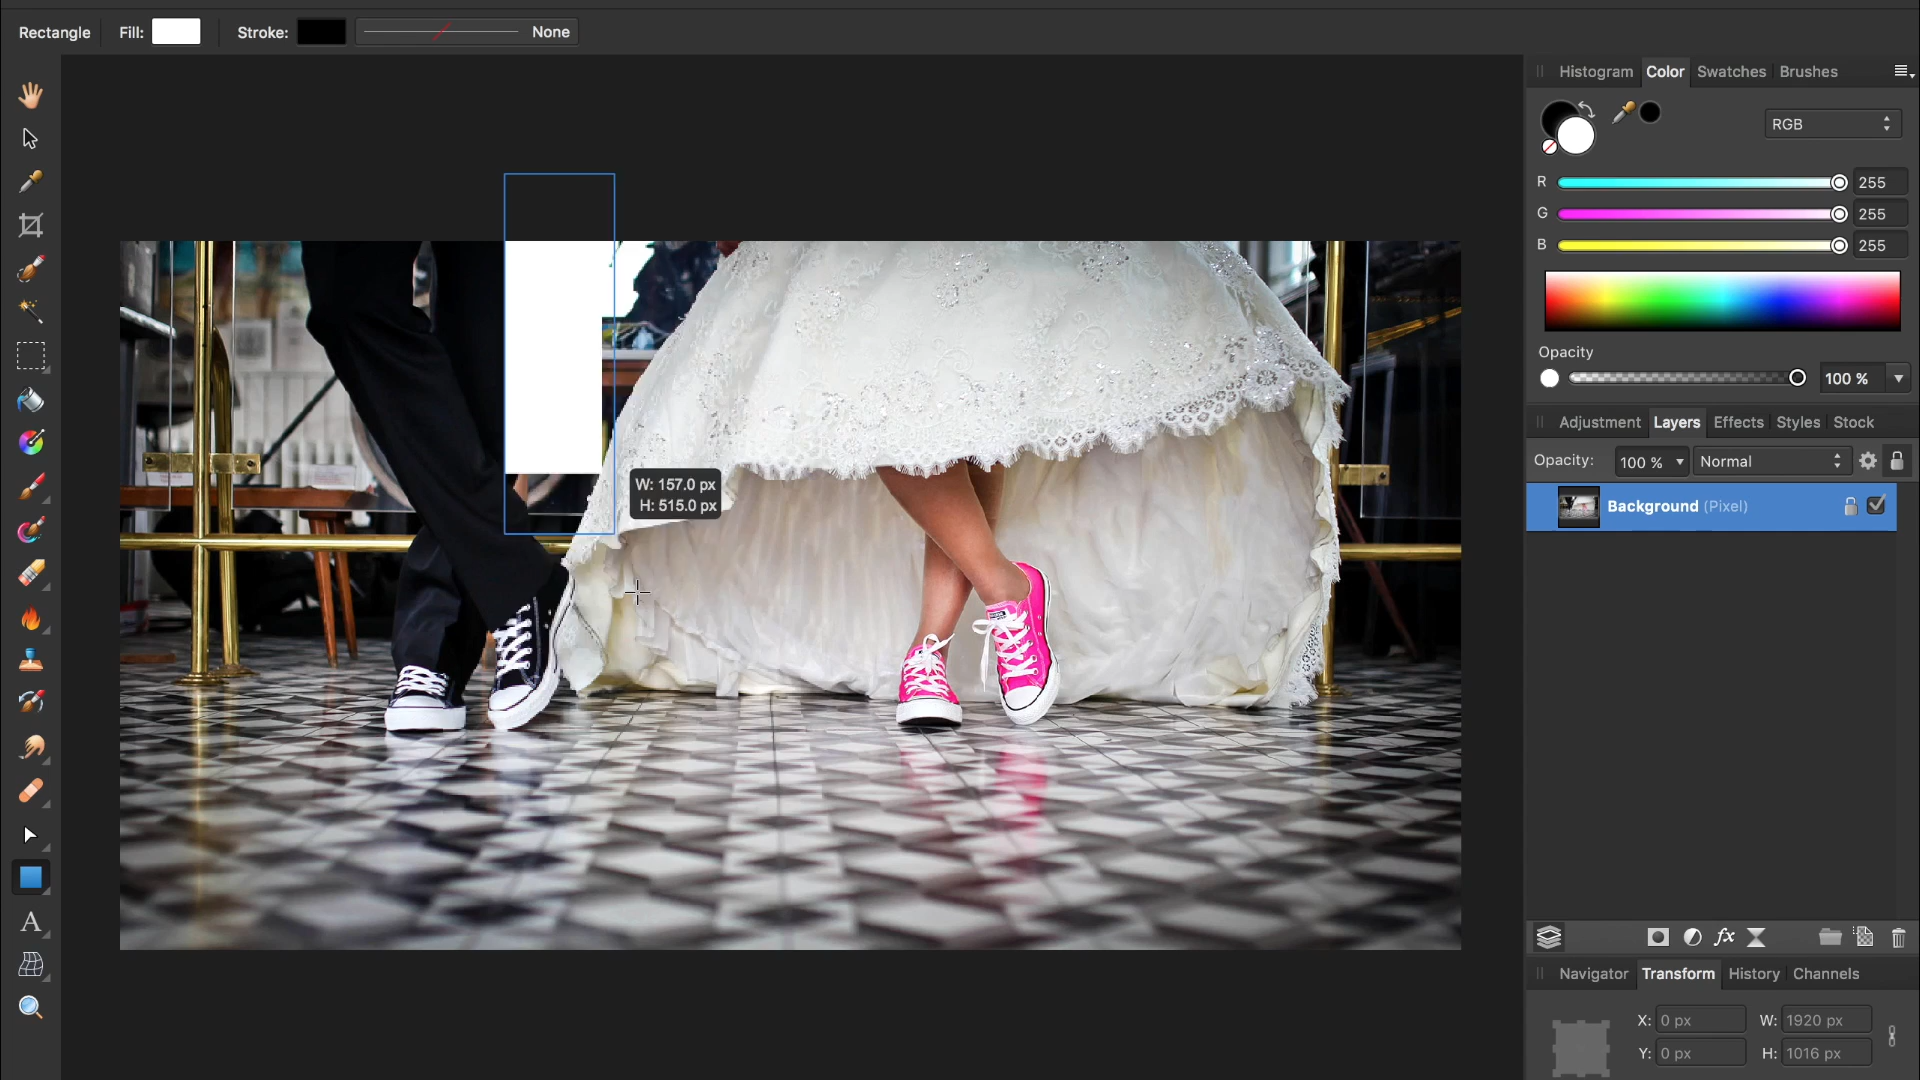 Rectangle Fill: Stroke: None
Histogram Color Swatches Brushes
RGB
R 255
G 255
B 255
Opacity
100 %
Adjustment Layers Effects Styles Stock
Opacity: 100 % Normal
Background (Pixel)
W: 157.0 px
H: 515.0 px
A
fx
Navigator Transform History Channels
X: 0 px W: 1920 px
Y: 0 px H: 1016 px